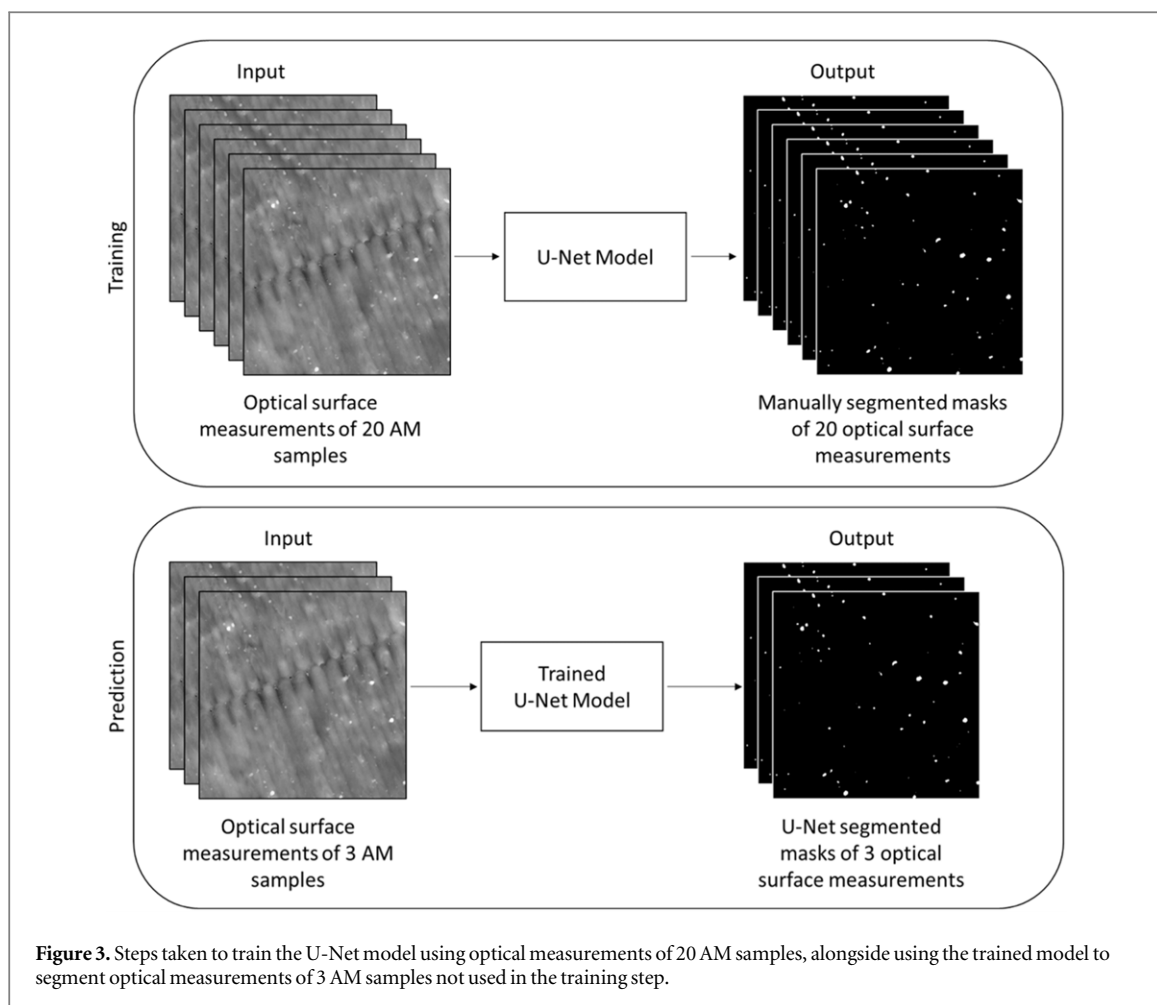 Input
Output
Training
U-Net Model
Optical surface
measurements of 20 AM
samples
Manually segmented masks
of 20 optical surface
measurements
Input
Output
Prediction
Trained
U-Net Model
Optical surface
measurements of 3 AM
samples
U-Net segmented
masks of 3 optical
surface measurements
Figure 3. Steps taken to train the U-Net model using optical measurements of 20 AM samples, alongside using the trained model to
segment optical measurements of 3 AM samples not used in the training step.